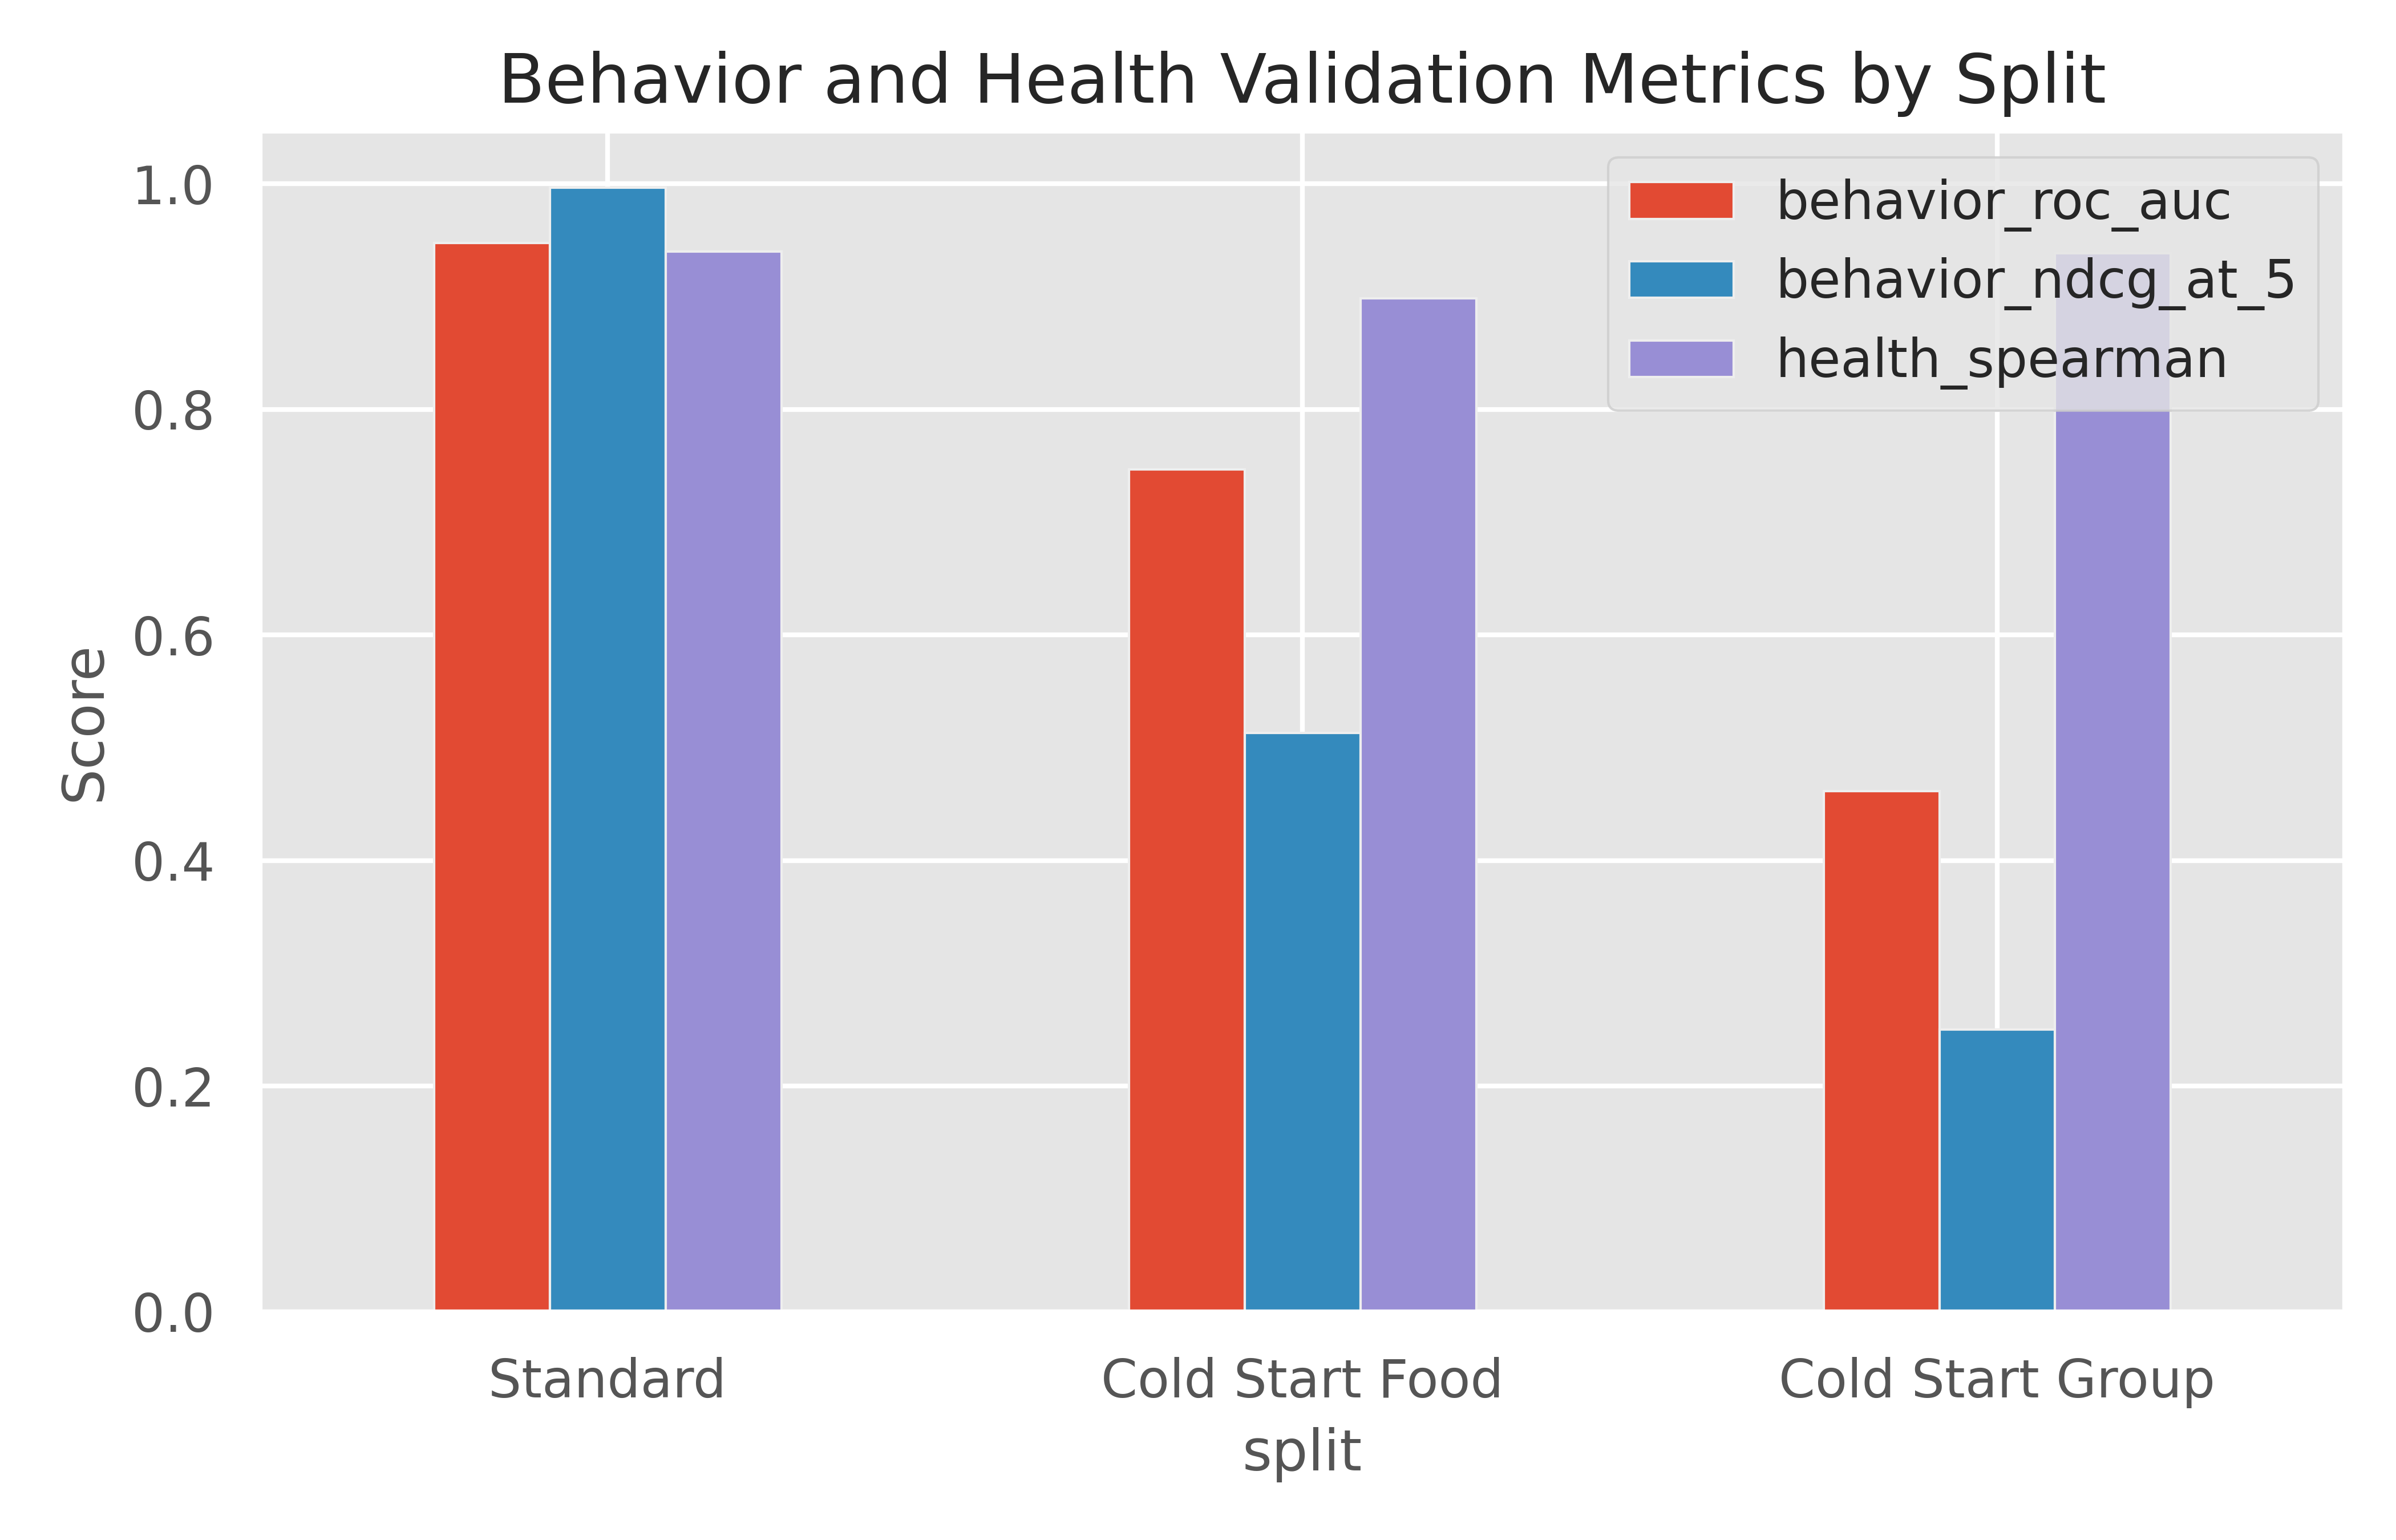 Behavior and Health Validation Metrics by Split
behavior_roc_auc
behavior_ndcg_at_5
health_spearman
Score
1.0
0.8
0.6
0.4
0.2
0.0
Standard
Cold Start Food
Cold Start Group
split